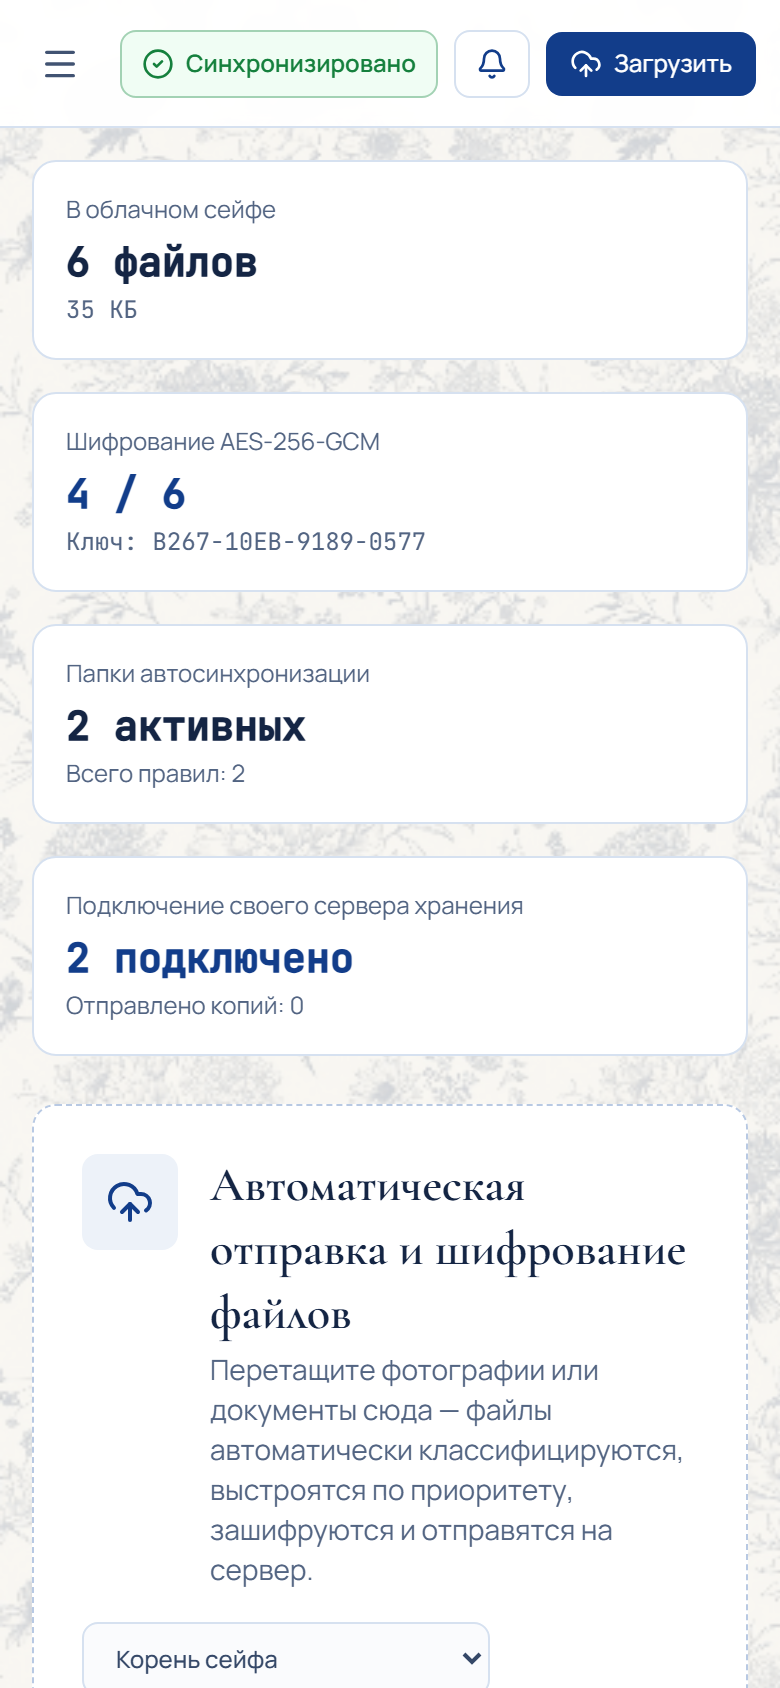 Синхронизировано
Загрузить
В облачном сейфе
6 файлов
35 КБ
Шифрование AES-256-GCM
4 / 6
Ключ: B267-10EB-9189-0577
Папки автосинхронизации
2 активных
Всего правил: 2
Подключение своего сервера хранения
2 подключено
Отправлено копий: 0
Автоматическая
отправка и шифрование
файлов
Перетащите фотографии или
документы сюда — файлы
автоматически классифицируются,
выстроятся по приоритету,
зашифруются и отправятся на
сервер.
Корень сейфа